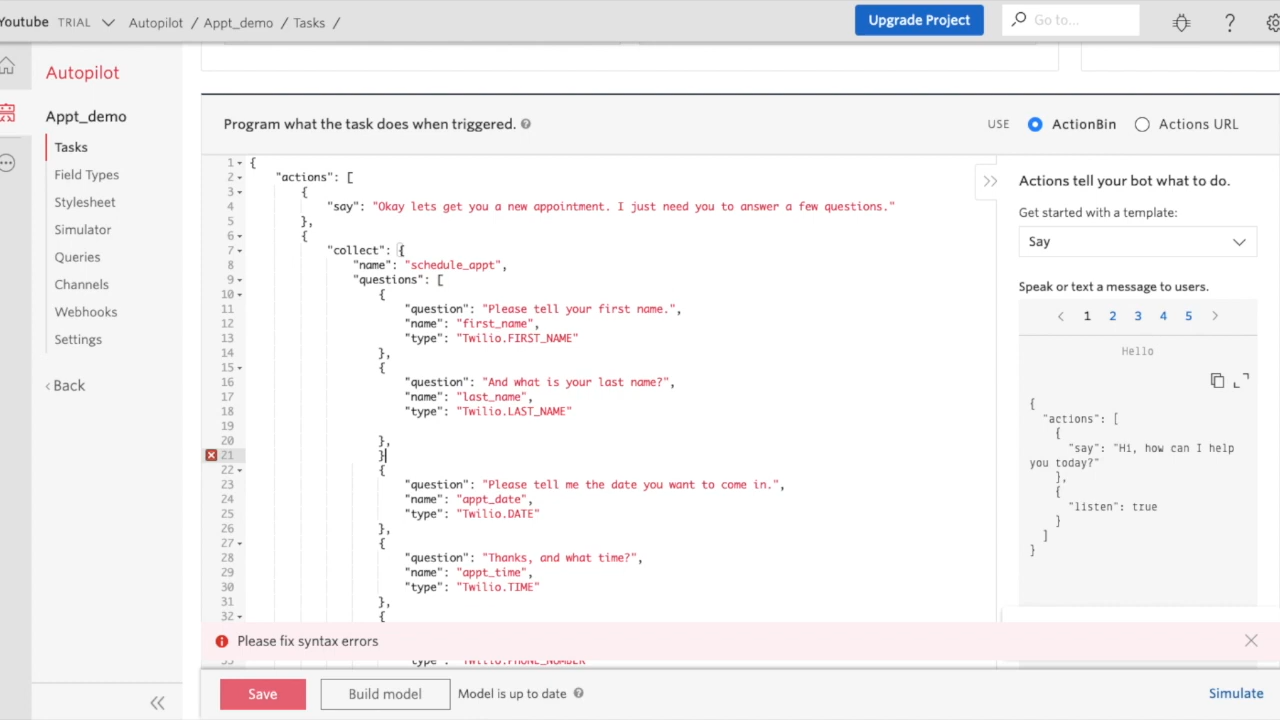 Youtube TRIAL Autopilot / Appt_demo / Tasks /
Upgrade Project
Go to...
?
Autopilot
Appt_demo
Tasks
Field Types
Stylesheet
Simulator
Queries
Channels
Webhooks
Settings
‹ Back
Program what the task does when triggered. ?
USE ActionBin Actions URL
1 {
2 "actions": [
3 {
4 "say": "Okay lets get you a new appointment. I just need you to answer a few questions."
5 },
6 {
7 "collect": {
8 "name": "schedule_appt",
9 "questions": [
10 {
11 "question": "Please tell your first name.",
12 "name": "first_name",
13 "type": "Twilio.FIRST_NAME"
14 },
15 {
16 "question": "And what is your last name?",
17 "name": "last_name",
18 "type": "Twilio.LAST_NAME"
19
20 },
21 }
22 {
23 "question": "Please tell me the date you want to come in.",
24 "name": "appt_date",
25 "type": "Twilio.DATE"
26 },
27 {
28 "question": "Thanks, and what time?",
29 "name": "appt_time",
30 "type": "Twilio.TIME"
31 },
32 {
Please fix syntax errors
"type": "Twilio.PHONE_NUMBER"
Save
Build model
Model is up to date ?
Simulate
Actions tell your bot what to do.
Get started with a template:
Say
Speak or text a message to users.
1 2 3 4 5
Hello
{
"actions": [
{
"say": "Hi, how can I help
you today?"
},
{
"listen": true
}
]
}